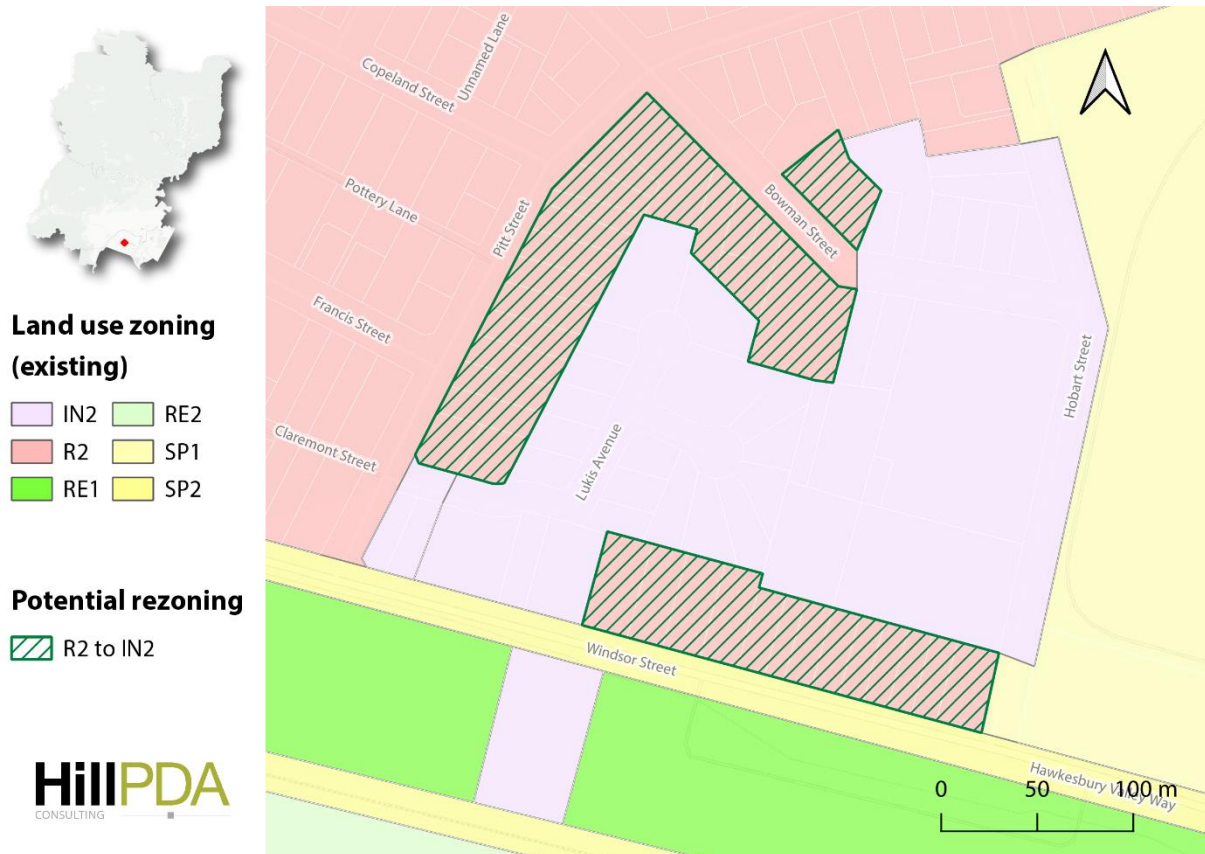 Land use zoning
(existing)
IN2
RE2
R2
SP1
RE1
SP2
Potential rezoning
R2 to IN2
HillPDA
CONSULTING
Unnamed Lane
Copeland Street
Pottery Lane
Pitt Street
Bowman Street
Francis Street
Hobart Street
Claremont Street
Lukis Avenue
Windsor Street
Hawkesbury Valley Way
0 50 100 m